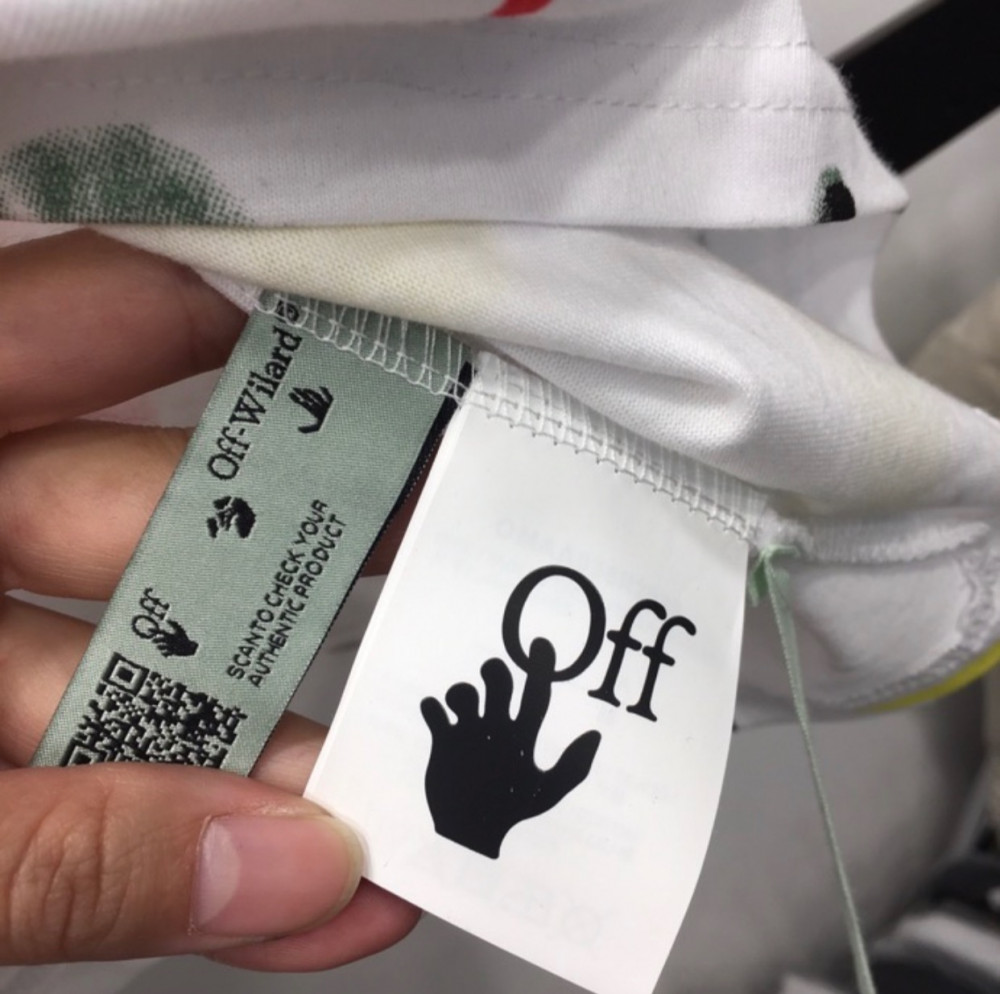 Off-Wilard
Off
SCAN TO CHECK YOUR
AUTHENTIC PRODUCT
Off